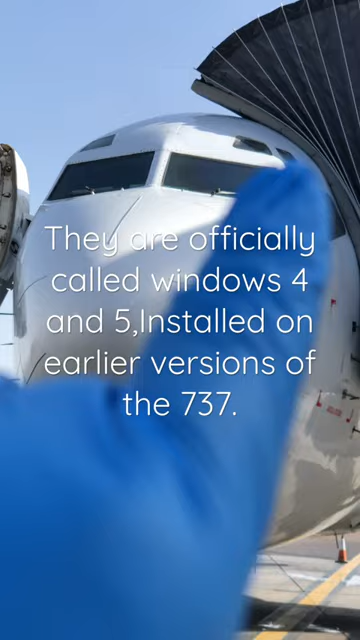 They are officially
called windows 4
and 5,Installed on
earlier versions of
the 737.